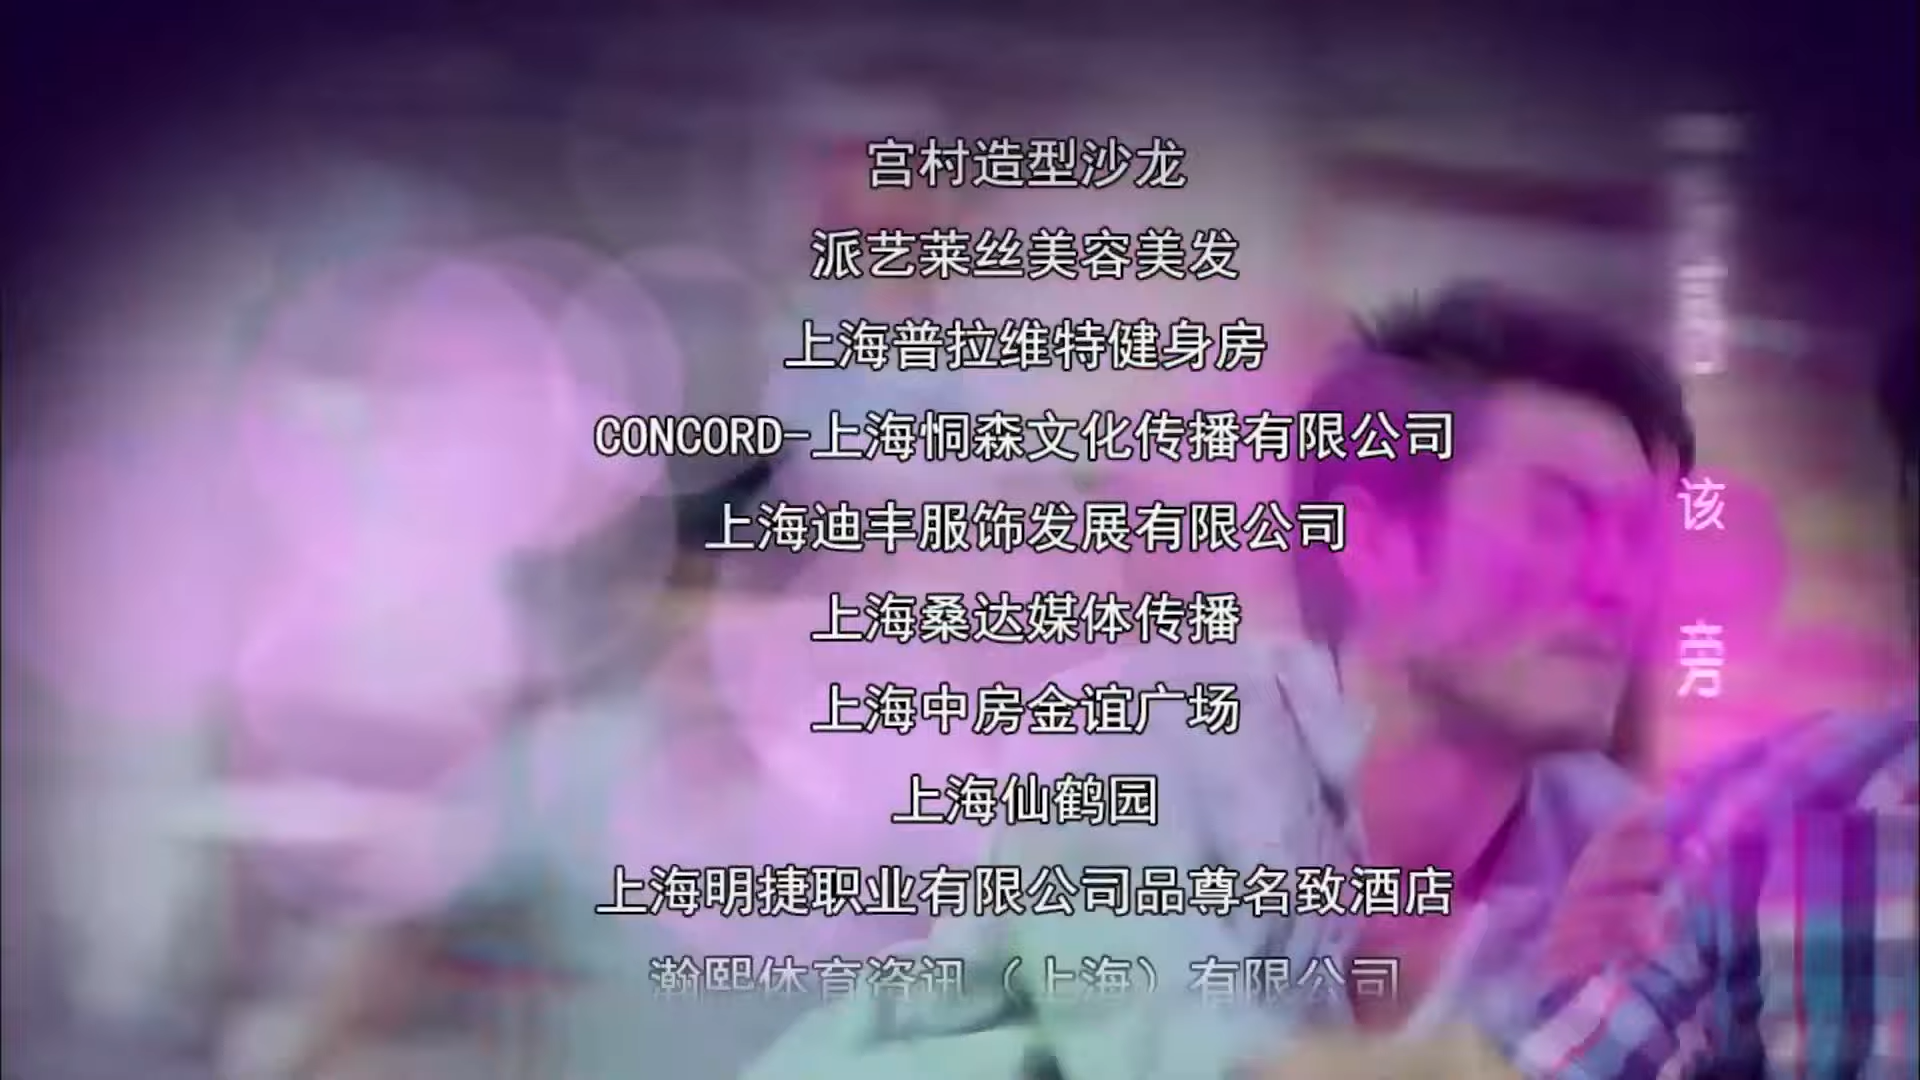 宫村造型沙龙
派艺莱丝美容美发
上海普拉维特健身房
CONCORD-上海恫森文化传播有限公司
上海迪丰服饰发展有限公司
上海桑达媒体传播
上海中房金谊广场
上海仙鹤园
上海明捷职业有限公司品尊名致酒店
瀚熙体育资讯（上海）有限公司
该
旁